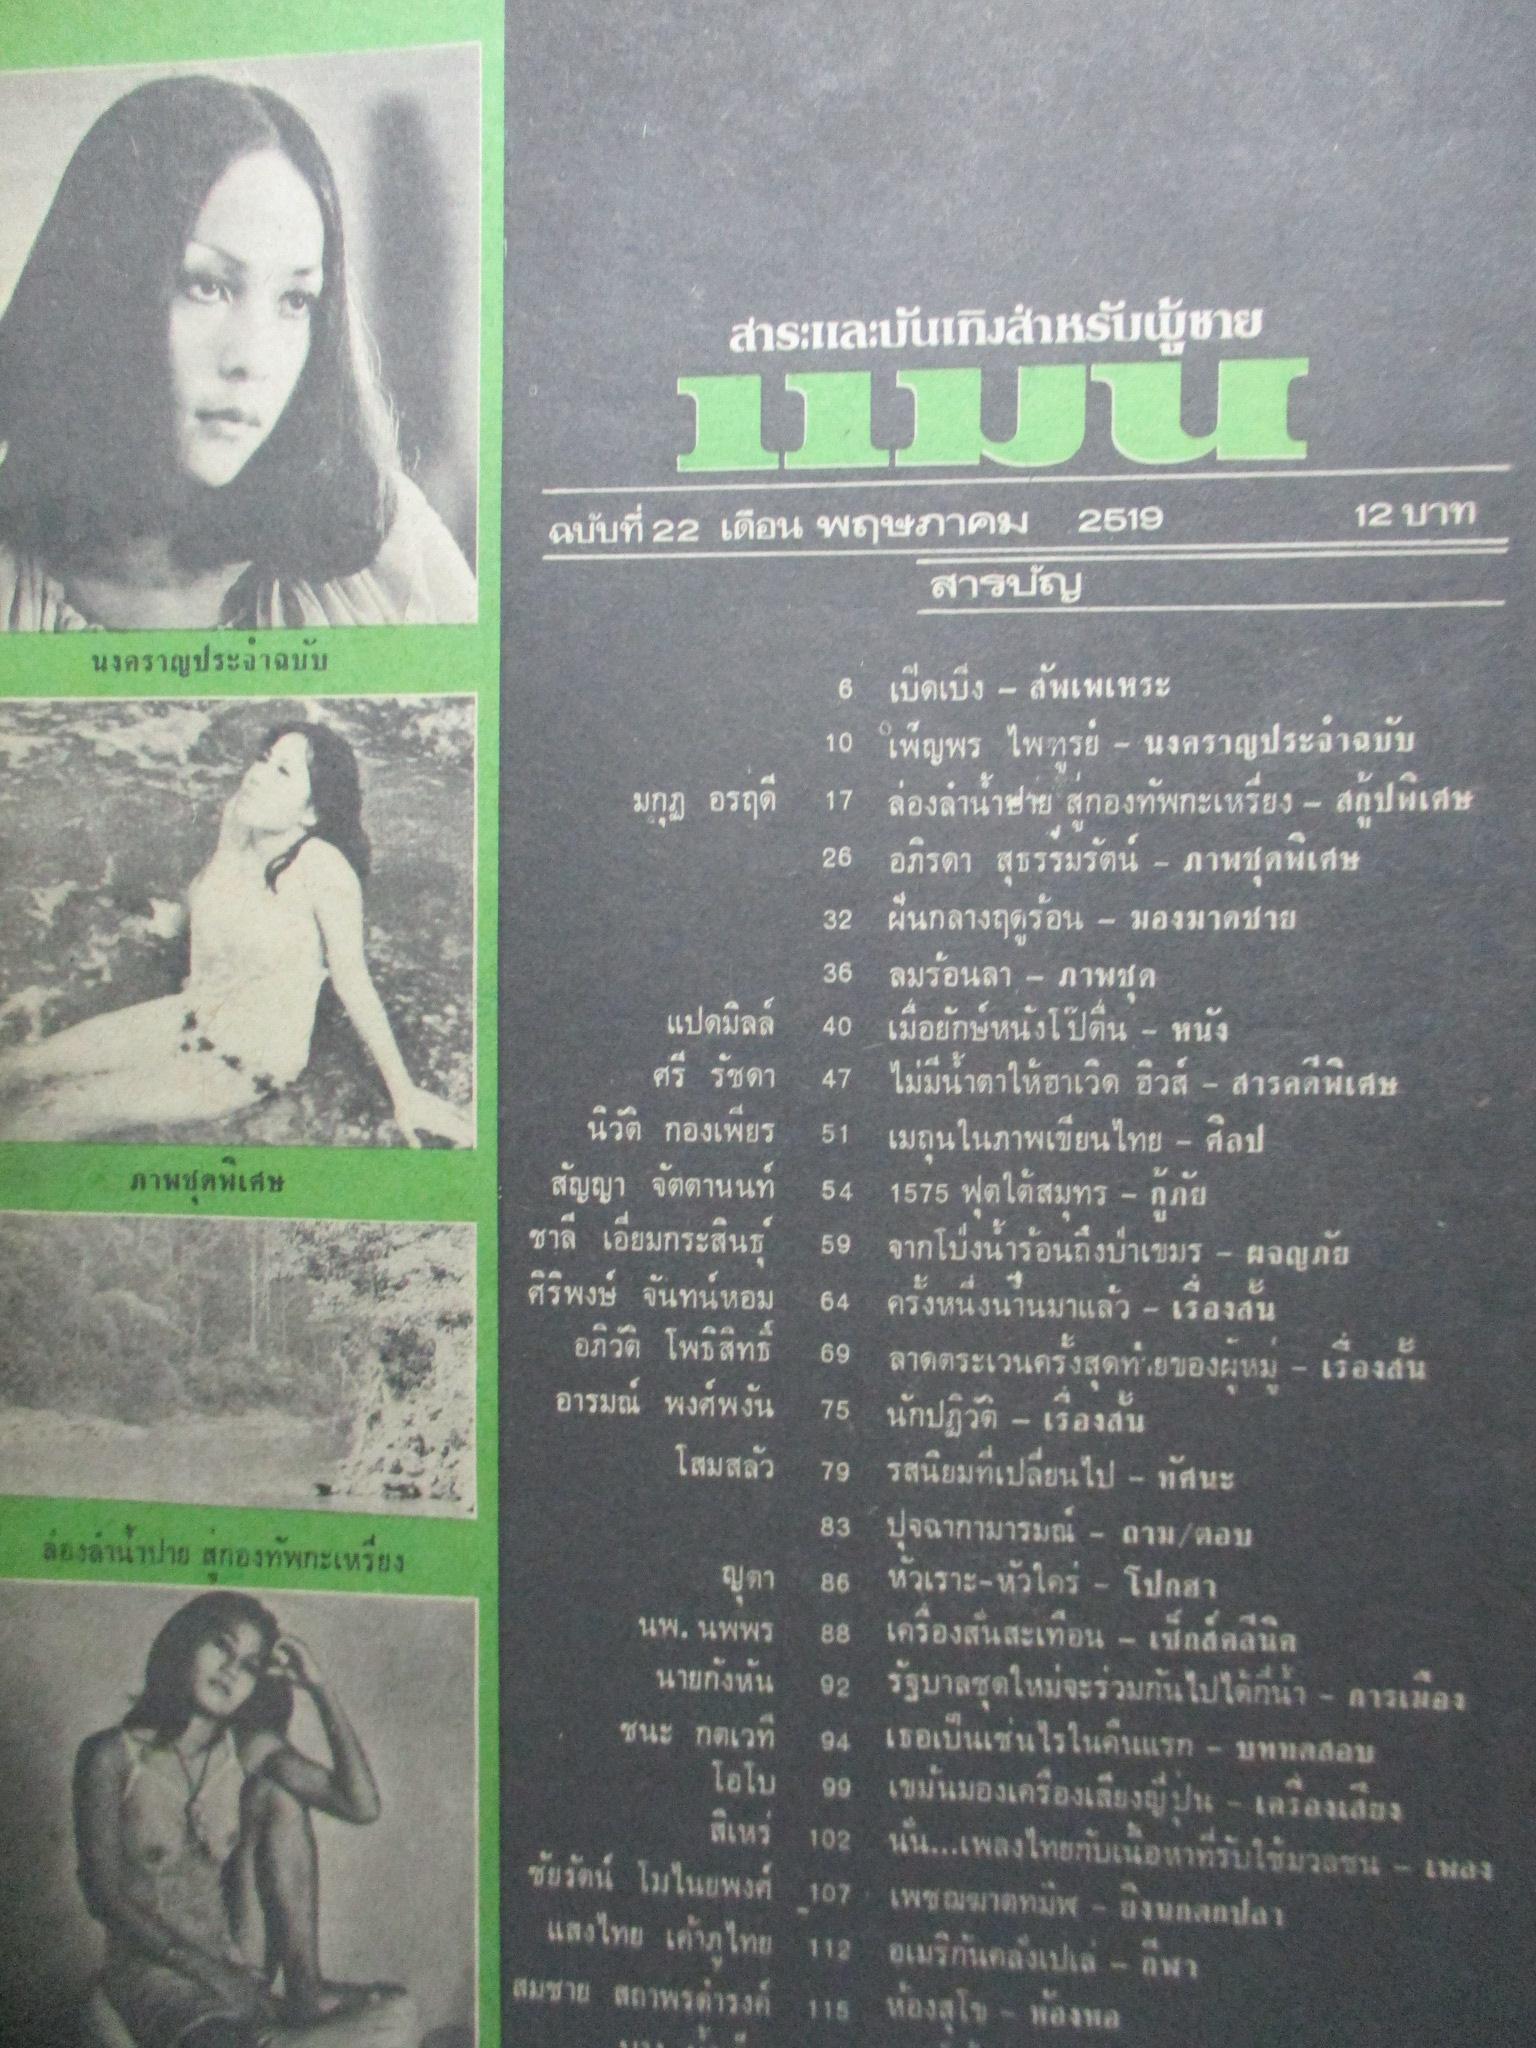 นงคราญประจำฉบับ
ภาพชุดพิเศษ
ล่องลำน้ำปาย สู่กองทัพกะเหรี่ยง
สาระและบันเทิงสำหรับผู้ชาย
แมน
ฉบับที่ 22 เดือน พฤษภาคม 2519 12 บาท
สารบัญ
6 เปิดเบิ่ง – สัพเพเหระ
10 เพ็ญพร ไพฑูรย์ – นงคราญประจำฉบับ
มกุฏ อรฤดี 17 ล่องลำน้ำปาย สู่กองทัพกะเหรี่ยง – สกู้ปพิเศษ
26 อภิรดา สุธรรมรัตน์ – ภาพชุดพิเศษ
32 ฝนกลางฤดูร้อน – มองมาดชาย
36 ลมร้อนลา – ภาพชุด
แปดมิลล์ 40 เมื่อยักษ์หนังโป๊ตื่น – หนัง
ศรี รัชดา 47 ไม่มีน้ำตาให้ฮาเวิด ฮิวส์ – สารคดีพิเศษ
นิวัติ กองเพียร 51 เมถุนในภาพเขียนไทย – ศิลป
สัญญา จัตตานนท์ 54 1575 ฟุตใต้สมุทร – กู้ภัย
ชาลี เอี่ยมกระสินธุ์ 59 จากโป่งน้ำร้อนถึงป่าเขมร – ผจญภัย
ศิริพงษ์ จันทน์หอม 64 ครั้งหนึ่งนานมาแล้ว – เรื่องสั้น
อภิวัติ โพธิสิทธิ์ 69 ลาดตระเวนครั้งสุดท้ายของผู้หมู่ – เรื่องสั้น
อารมณ์ พงศ์พงัน 75 นักปฏิวัติ – เรื่องสั้น
โสมสลัว 79 รสนิยมที่เปลี่ยนไป – ทัศนะ
83 ปุจฉากามารมณ์ – ถาม/ตอบ
ญตา 86 หัวเราะ-หัวใคร่ – โปกฮา
นพ. นพพร 88 เครื่องสั่นสะเทือน – เซ็กส์คลีนิค
นายกังหัน 92 รัฐบาลชุดใหม่จะร่วมกันไปได้กี่น้ำ – การเมือง
ชนะ กตเวที 94 เธอเป็นเช่นไรในคืนแรก – บททดสอบ
โอโบ 99 เขม้นมองเครื่องเสียงญี่ปุ่น – เครื่องเสียง
สิเหร่ 102 นั่น...เพลงไทยกับเนื้อหาที่รับใช้มวลชน – เพลง
ชัยรัตน์ โมไนยพงศ์ 107 เพชฌฆาตทมิฬ – ยิงนกตกปลา
แสงไทย เค้าภูไทย 112 อเมริกันคลั่งเปเล่ – กีฬา
สมชาย สถาพรดำรงค์ 115 ห้องสุโข – ห้องหอ